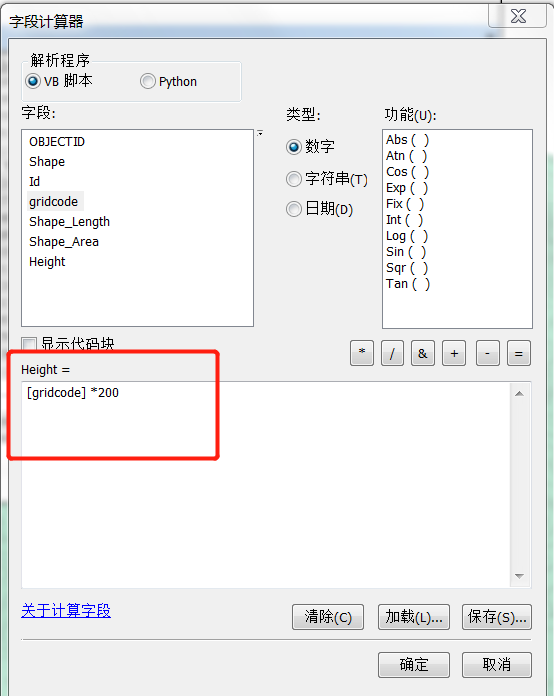 字段计算器
解析程序
VB 脚本
Python
字段:
类型:
功能(U):
OBJECTID
Shape
Id
gridcode
Shape_Length
Shape_Area
Height
数字
字符串(T)
日期(D)
Abs ( )
Atn ( )
Cos ( )
Exp ( )
Fix ( )
Int ( )
Log ( )
Sin ( )
Sqr ( )
Tan ( )
显示代码块
* / & + - =
Height =
[gridcode] *200
关于计算字段
清除(C)
加载(L)...
保存(S)...
确定
取消